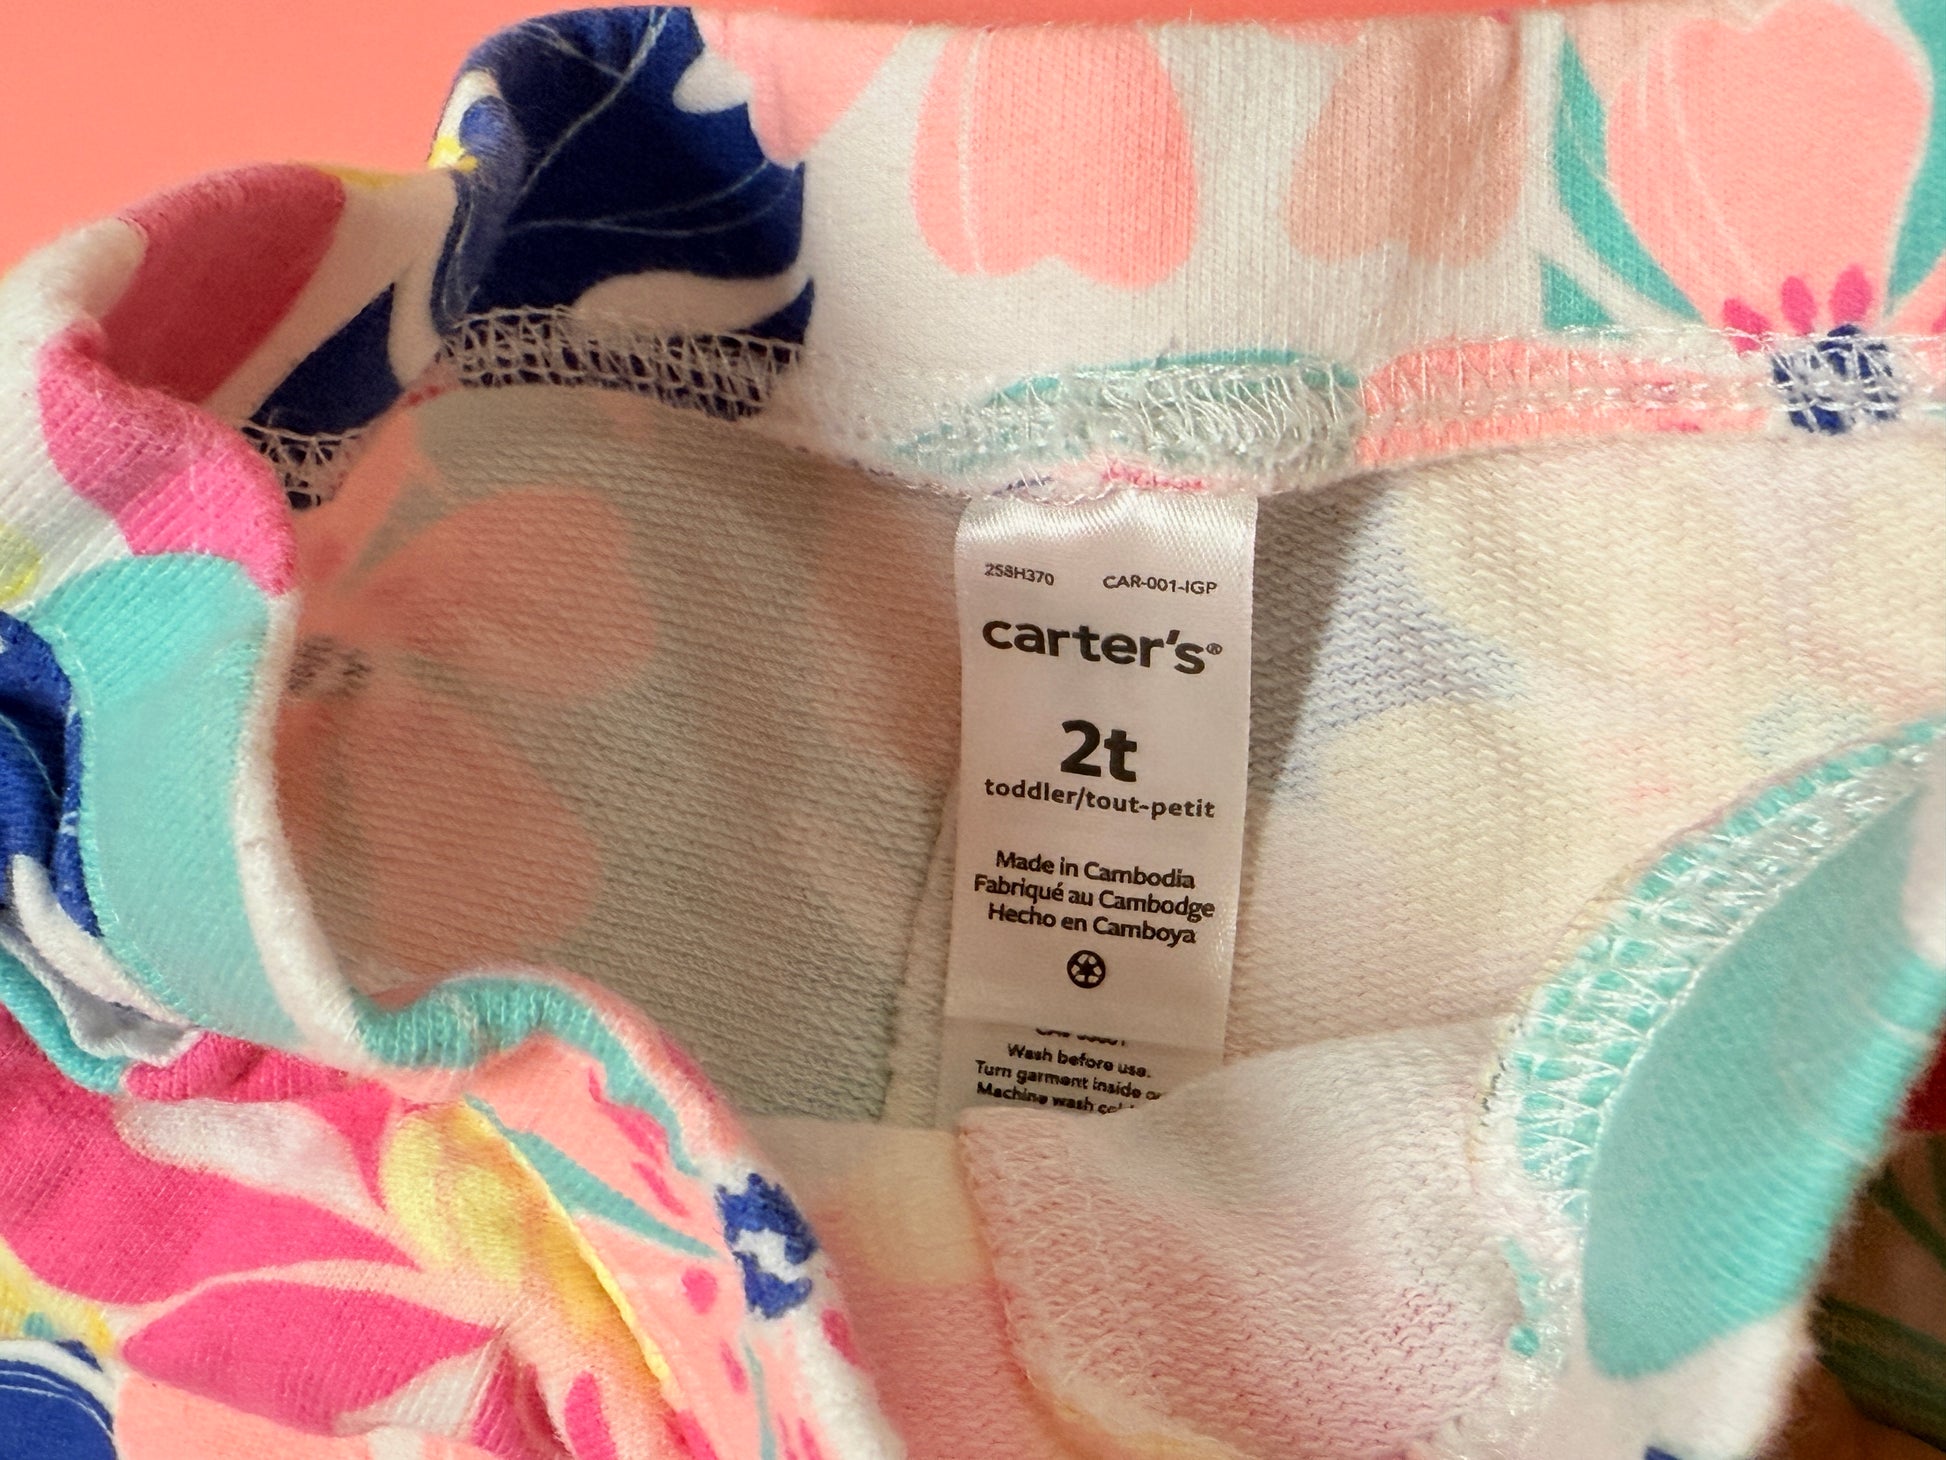 258H370 CAR-001-IGP
carter's®
2t
toddler/tout-petit
Made in Cambodia
Fabriqué au Cambodge
Hecho en Camboya
Wash before use.
Turn garment inside
Machine wash